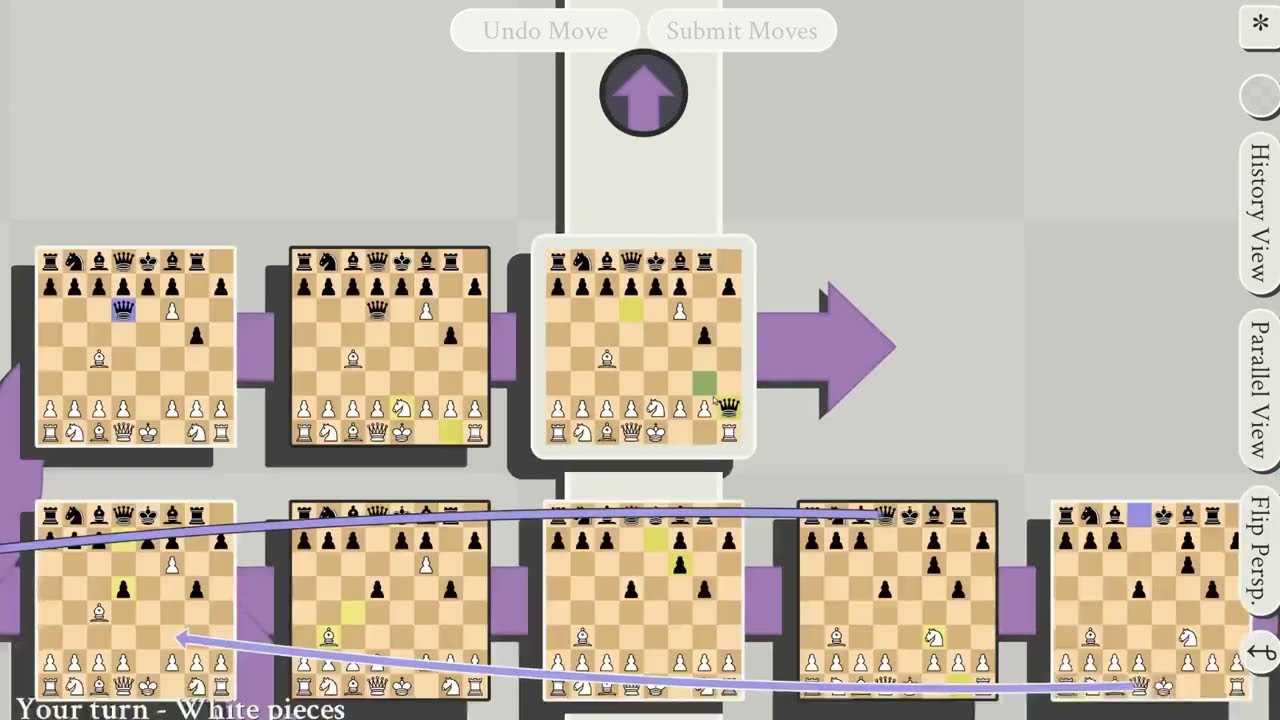 Undo Move
Submit Moves
*
History View
Parallel View
Flip Persp.
Your turn - White pieces